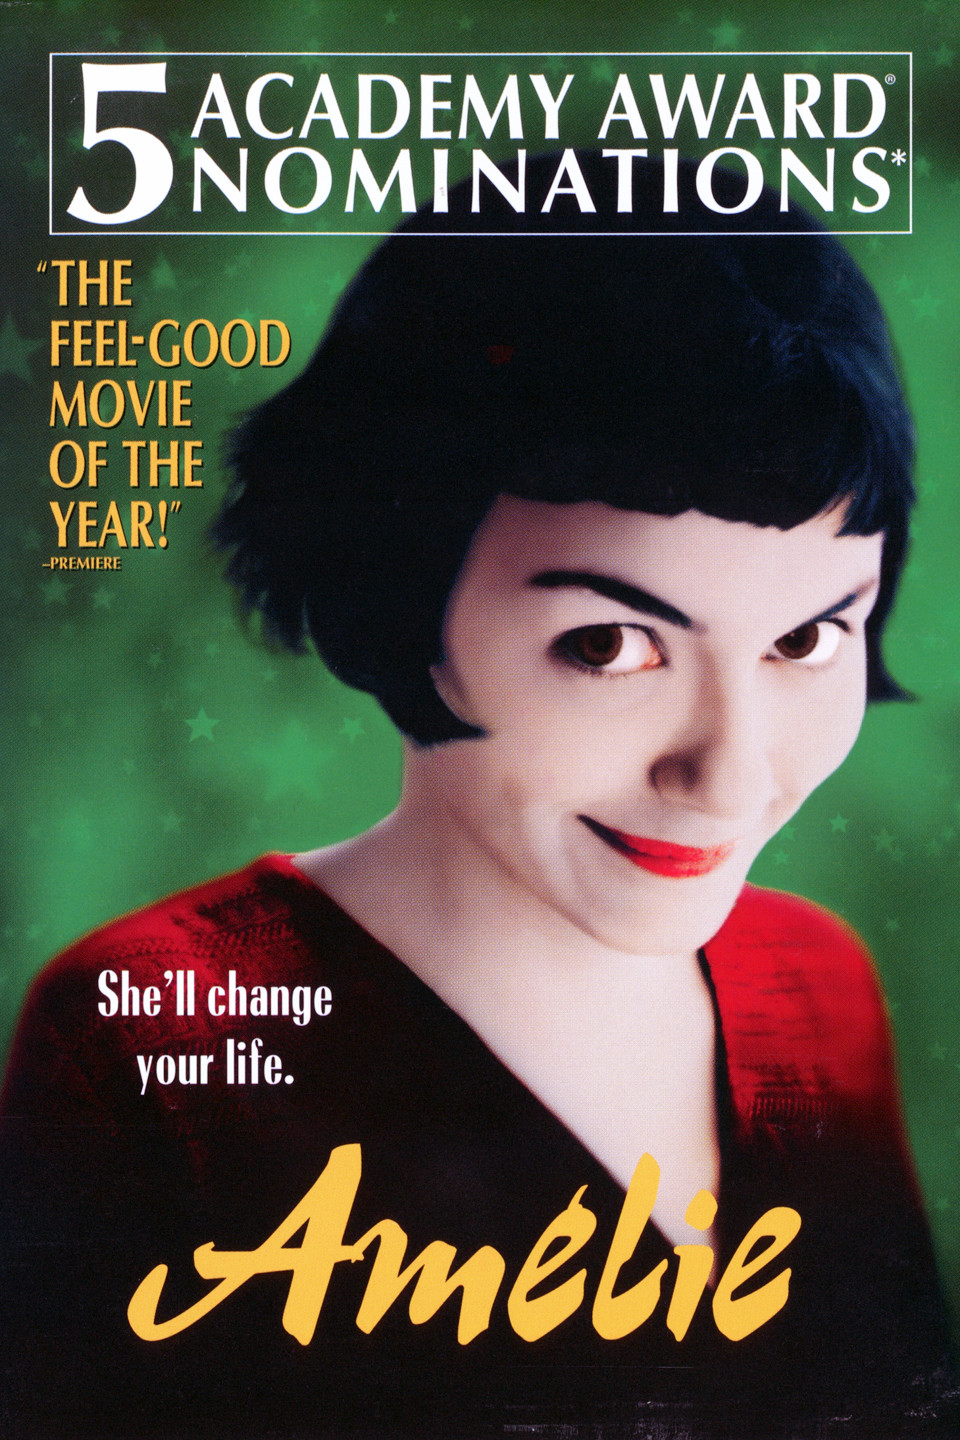 5 ACADEMY AWARD®
NOMINATIONS*
"THE
FEEL-GOOD
MOVIE
OF THE
YEAR!"
–PREMIERE
She'll change
your life.
Amélie